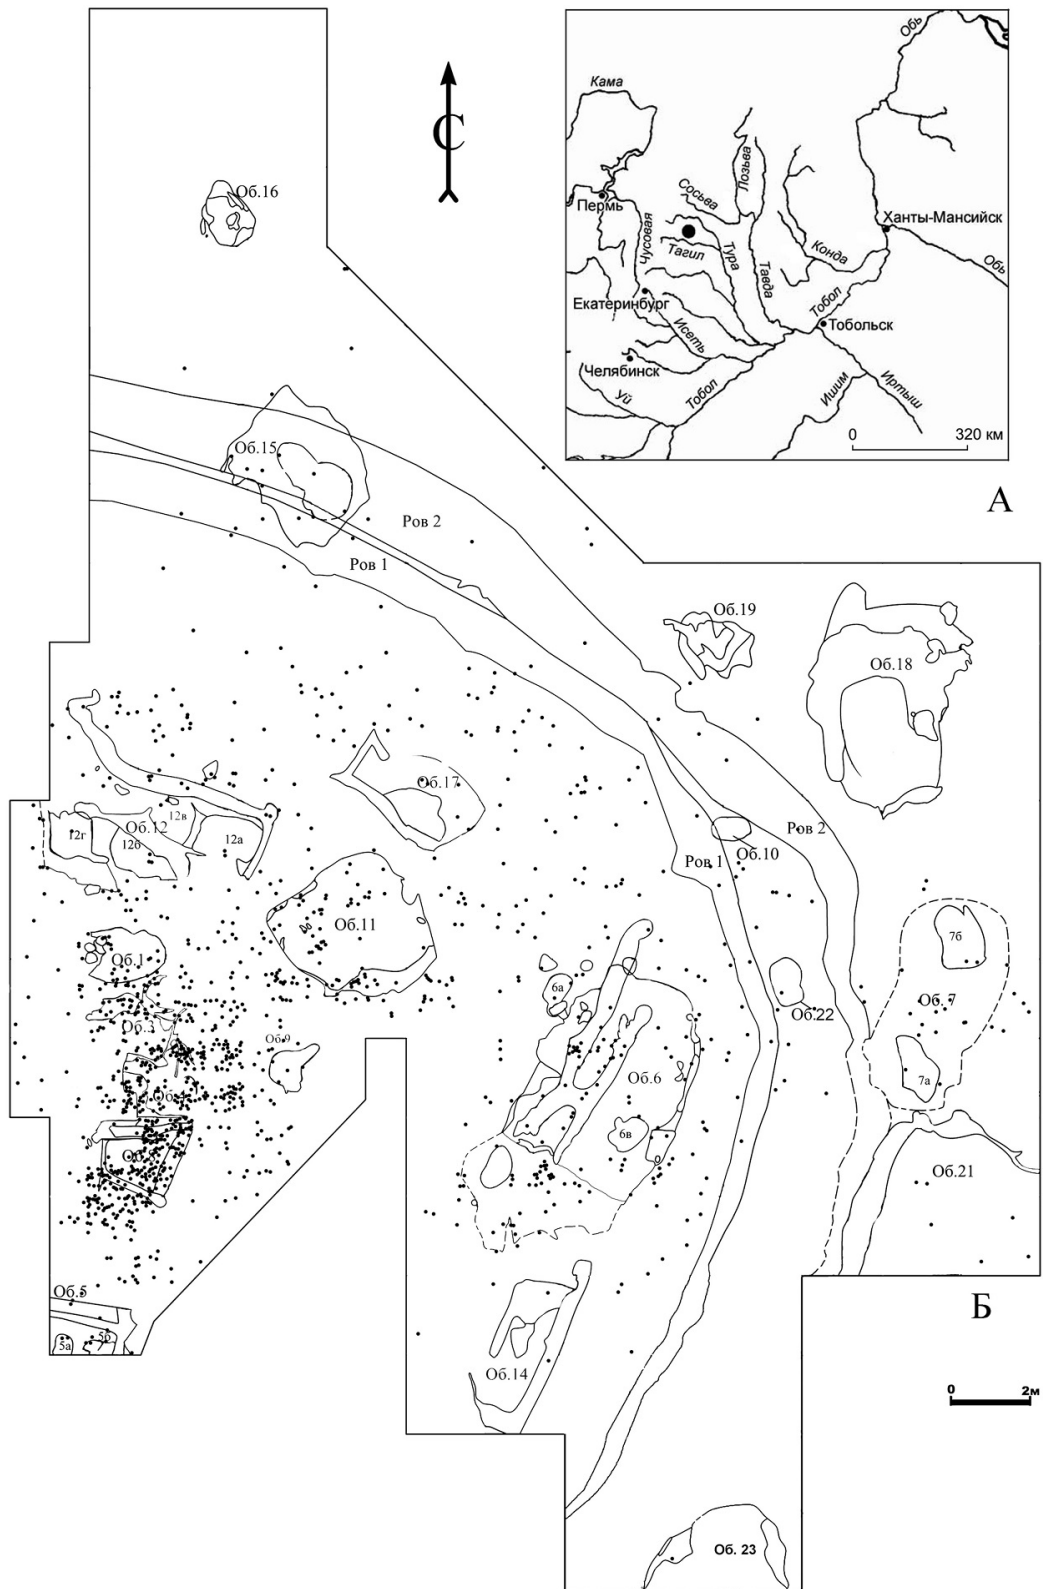 Обь
Кама
Лозьва
Сосьва
Пермь
Чусовая
Тура
Тагил
Тавда
Конда
Ханты-Мансийск
Обь
Екатеринбург
Исеть
Тобол
Тобольск
Челябинск
Уй
Тобол
Ишим
Иртыш
0 320 км
А
С
Об.16
Об.15
Ров 2
Ров 1
Об.19
Об.18
Об.17
Об.12
12в
12г
12б
12а
Ров 2
Об.10
Ров 1
Об.11
Об.1
7б
6а
Об.7
Об.22
Об.3
Об.9
Об.6
7а
6в
Об.21
Об.5
5а
5б
Б
Об.14
0 2м
Об. 23